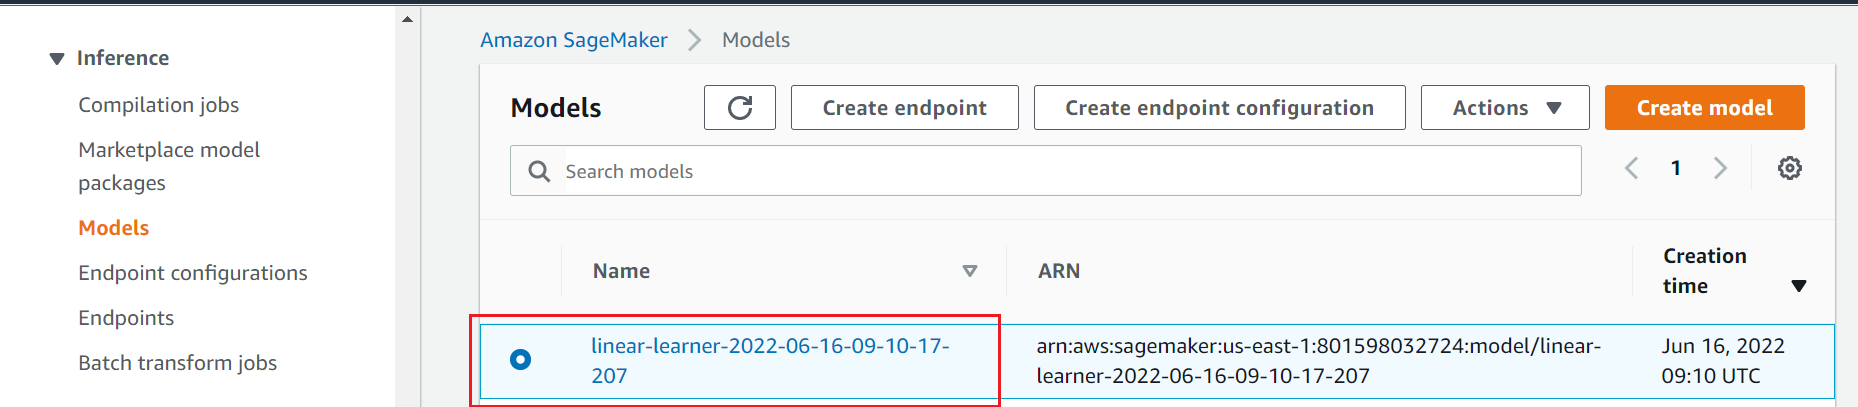 Inference
Compilation jobs
Marketplace model
packages
Models
Endpoint configurations
Endpoints
Batch transform jobs
Amazon SageMaker > Models
Models
Create endpoint
Create endpoint configuration
Actions
Create model
Search models
1
Name
ARN
Creation
time
linear-learner-2022-06-16-09-10-17-
207
arn:aws:sagemaker:us-east-1:801598032724:model/linear-
learner-2022-06-16-09-10-17-207
Jun 16, 2022
09:10 UTC